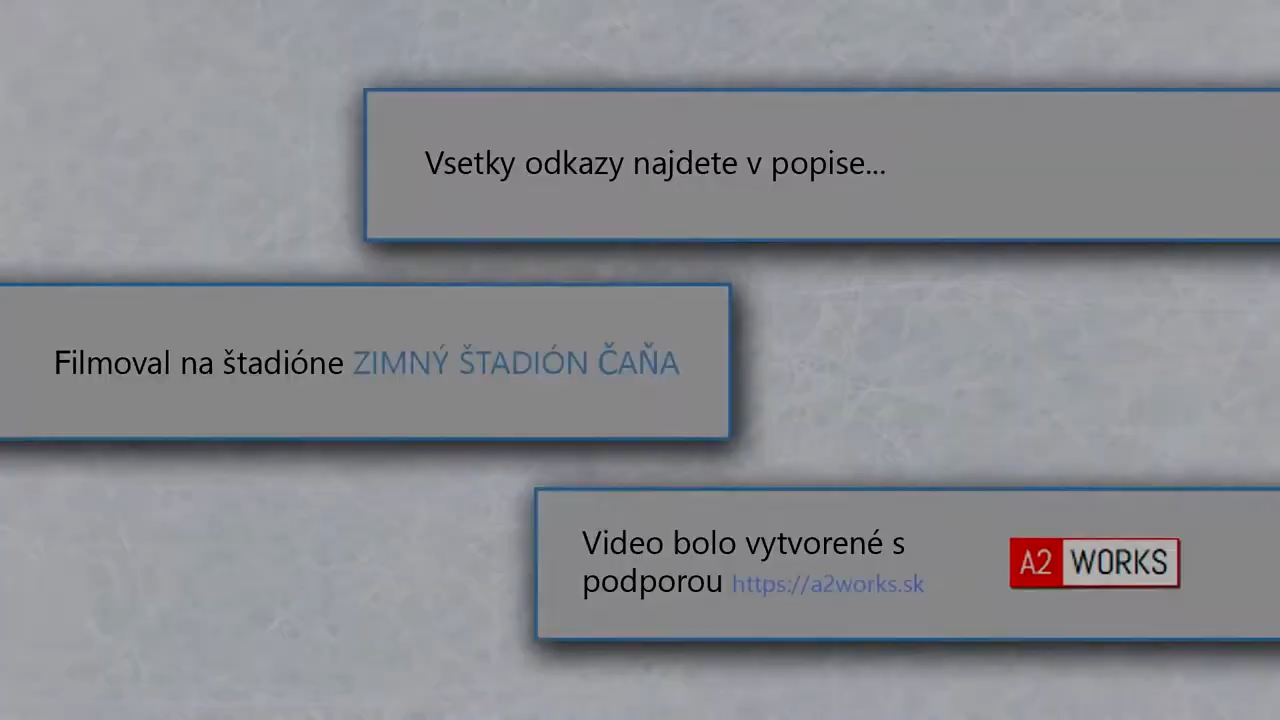 Vsetky odkazy najdete v popise...
Filmoval na štadióne ZIMNÝ ŠTADIÓN ČAŇA
Video bolo vytvorené s
podporou https://a2works.sk
A2 WORKS